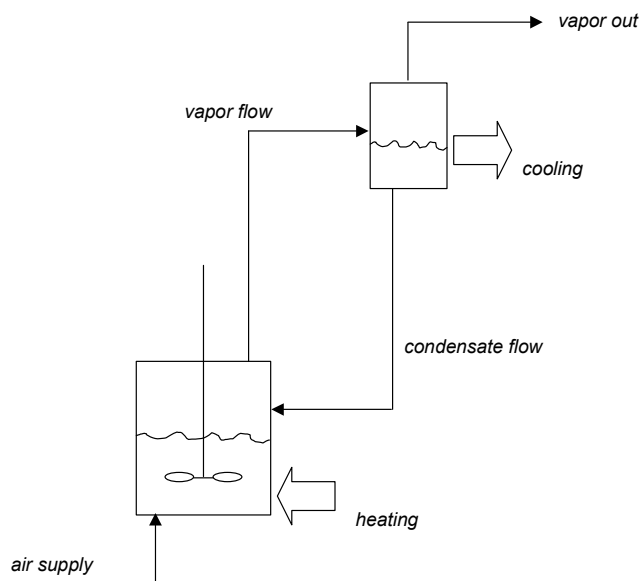 vapor out
vapor flow
cooling
condensate flow
heating
air supply